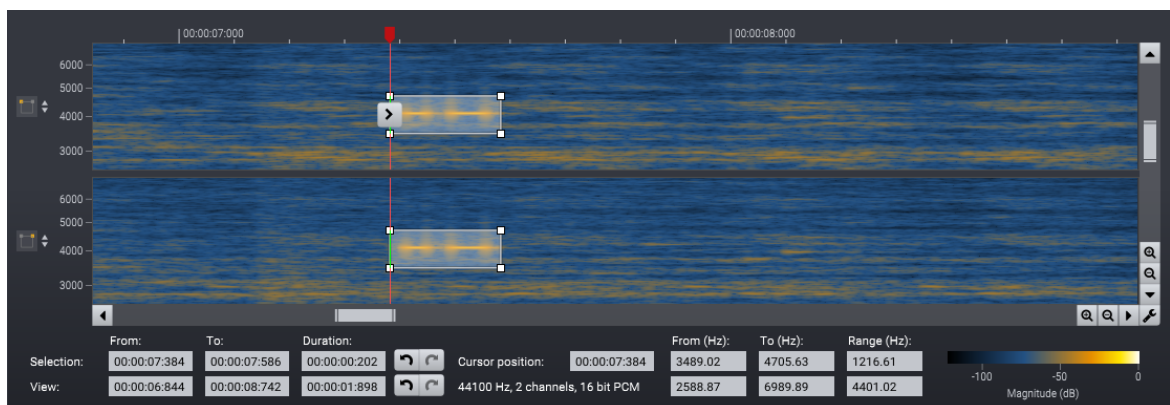 00:00:07:000 00:00:08:000
6000
5000
4000
3000
6000
5000
4000
3000
From: To: Duration: From (Hz): To (Hz): Range (Hz):
Selection: 00:00:07:384 00:00:07:586 00:00:00:202 Cursor position: 00:00:07:384 3489.02 4705.63 1216.61
View: 00:00:06:844 00:00:08:742 00:00:01:898 44100 Hz, 2 channels, 16 bit PCM 2588.87 6989.89 4401.02
-100 -50 0
Magnitude (dB)